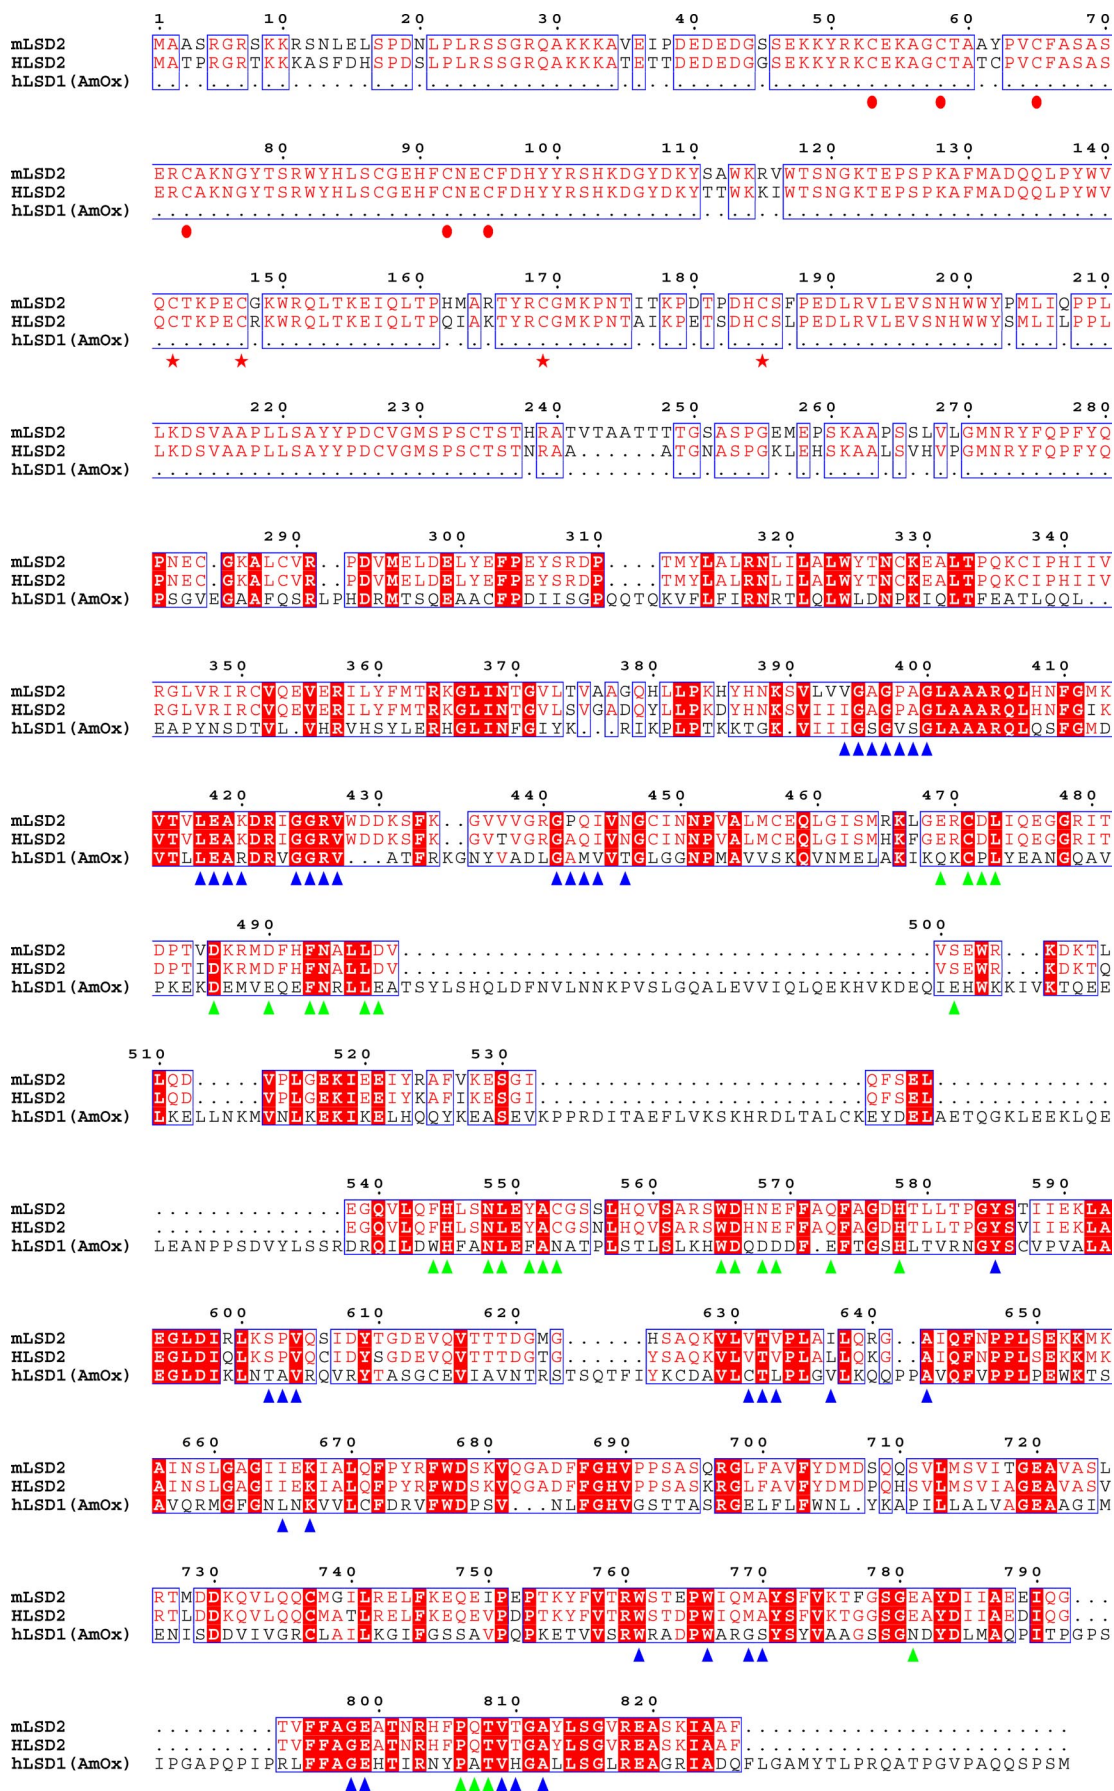 1 10 20 30 40 50 60 70
mLSD2 MAASRGRSKKRSNLELSPDNLPLRSSGRQAKKKAVEIPDEDEDGSSEKKYRKCEKAGCTAAYPVCFASAS
HLSD2 MATPRGRTKKKASFDHSPDSLPLRSSGRQAKKKATETTDEDEDGGSEKKYRKCEKAGCTATCPVCFASAS
hLSD1(AmOx) ......................................................................
80 90 100 110 120 130 140
mLSD2 ERCAKNGYTSRWYHLSCGEHFCNECFDHYYRSHKDGYDKYSAWKRVWTSNGKTEPSPKAFMADQQLPYWV
HLSD2 ERCAKNGYTSRWYHLSCGEHFCNECFDHYYRSHKDGYDKYTTWKKIWTSNGKTEPSPKAFMADQQLPYWV
hLSD1(AmOx) ......................................................................
150 160 170 180 190 200 210
mLSD2 QCTKPECGKWRQLTKEIQLTPHMARTYRCGMKPNTITKPDTPDHCSFPEDLRVLEVSNHWWYPMLIQPPL
HLSD2 QCTKPECRKWRQLTKEIQLTPQIAKTYRCGMKPNTAIKPETSDHCSLPEDLRVLEVSNHWWYSMLILPPL
hLSD1(AmOx) ......................................................................
220 230 240 250 260 270 280
mLSD2 LKDSVAAPLLSAYYPDCVGMSPSCTSTHRATVTAATTTTGSASPGEMEPSKAAPSSLVLGMNRYFQPFYQ
HLSD2 LKDSVAAPLLSAYYPDCVGMSPSCTSTNRAA......ATGNASPGKLEHSKAALSVHVPGMNRYFQPFYQ
hLSD1(AmOx) ......................................................................
290 300 310 320 330 340
mLSD2 PNEC.GKALCVR..PDVMELDELYEFPEYSRDP....TMYLALRNLILALWYTNCKEALTPQKCIPHIIV
HLSD2 PNEC.GKALCVR..PDVMELDELYEFPEYSRDP....TMYLALRNLILALWYTNCKEALTPQKCIPHIIV
hLSD1(AmOx) PSGVEGAAFQSRLPHDRMTSQEAACFPDIISGPQQTQKVFLFIRNRTLQLWLDNPKIQLTFEATLQQL..
350 360 370 380 390 400 410
mLSD2 RGLVRIRCVQEVERILYFMTRKGLINTGVLTVAAGQHLLPKHYHNKSVLVVGAGPAGLAAARQLHNFGMK
HLSD2 RGLVRIRCVQEVERILYFMTRKGLINTGVLSVGADQYLLPKDYHNKSVIIIGAGPAGLAAARQLHNFGIK
hLSD1(AmOx) EAPYNSDTVL.VHRVHSYLERHGLINFGIYK...RIKPLPTKKTGK.VIIIGSGVSGLAAARQLQSFGMD
420 430 440 450 460 470 480
mLSD2 VTVLEAKDRIGGRVWDDKSFK..GVVVGRGPQIVNGCINNPVALMCEQLGISMRKLGERCDLIQEGGRIT
HLSD2 VTVLEAKDRIGGRVWDDKSFK..GVTVGRGAQIVNGCINNPVALMCEQLGISMHKFGERCDLIQEGGRIT
hLSD1(AmOx) VTLLEARDRVGGRV...ATFRKGNYVADLGAMVVTGLGGNPMAVVSKQVNMELAKIKQKCPLYEANGQAV
490 500
mLSD2 DPTVDKRMDFHFNALLDV.......................................VSEWR...KDKTL
HLSD2 DPTIDKRMDFHFNALLDV.......................................VSEWR...KDKTQ
hLSD1(AmOx) PKEKDEMVEQEFNRLLEATSYLSHQLDFNVLNNKPVSLGQALEVVIQLQEKHVKDEQIEHWKKIVKTQEE
510 520 530
mLSD2 LQD.....VPLGEKIEEIYRAFVKESGI........................QFSEL.............
HLSD2 LQD.....VPLGEKIEEIYKAFIKESGI........................QFSEL.............
hLSD1(AmOx) LKELLNKMVNLKEKIKELHQQYKEASEVKPPRDITAEFLVKSKHRDLTALCKEYDELAETQGKLEEKLQE
540 550 560 570 580 590
mLSD2 ..............EGQVLQFHLSNLEYACGSSLHQVSARSWDHNEFFAQFAGDHTLLTPGYSTIIEKLA
HLSD2 ..............EGQVLQFHLSNLEYACGSNLHQVSARSWDHNEFFAQFAGDHTLLTPGYSVIIEKLA
hLSD1(AmOx) LEANPPSDVYLSSRDRQILDWHFANLEFANATPLSTLSLKHWDQDDDF.EFTGSHLTVRNGYSCVPVALA
600 610 620 630 640 650
mLSD2 EGLDIRLKSPVQSIDYTGDEVQVTTTDGMG......HSAQKVLVTVPLAILQRG..AIQFNPPLSEKKMK
HLSD2 EGLDIQLKSPVQCIDYSGDEVQVTTTDGTG......YSAQKVLVTVPLALLQKG..AIQFNPPLSEKKMK
hLSD1(AmOx) EGLDIKLNTAVRQVRYTASGCEVIAVNTRSTSQTFIYKCDAVLCTLPLGVLKQQPPAVQFVPPLPEWKTS
660 670 680 690 700 710 720
mLSD2 AINSLGAGIIEKIALQFPYRFWDSKVQGADFFGHVPPSASQRGLFAVFYDMDSQQSVLMSVITGEAVASL
HLSD2 AINSLGAGIIEKIALQFPYRFWDSKVQGADFFGHVPPSASKRGLFAVFYDMDPQHSVLMSVIAGEAVASV
hLSD1(AmOx) AVQRMGFGNLNKVVLCFDRVFWDPSV...NLFGHVGSTTASRGELFLFWNL.YKAPILLALVAGEAAGIM
730 740 750 760 770 780 790
mLSD2 RTMDDKQVLQQCMGILRELFKEQEIPEPTKYFVTRWSTEPWIQMAYSFVKTFGSGEAYDIIAEEIQG...
HLSD2 RTLDDKQVLQQCMATLRELFKEQEVPDPTKYFVTRWSTDPWIQMAYSFVKTGGSGEAYDIIAEDIQG...
hLSD1(AmOx) ENISDDVIVGRCLAILKGIFGSSAVPQPKETVVSRWRADPWARGSYSYVAAGSSGNDYDLMAQPITPGPS
800 810 820
mLSD2 .........TVFFAGEATNRHFPQTVTGAYLSGVREASKIAAF........................
HLSD2 .........TVFFAGEATNRHFPQTVTGAYLSGVREASKIAAF........................
hLSD1(AmOx) IPGAPQPIPRLFFAGEHTIRNYPATVHGALLSGLREAGRIADQFLGAMYTLPRQATPGVPAQQSPSM